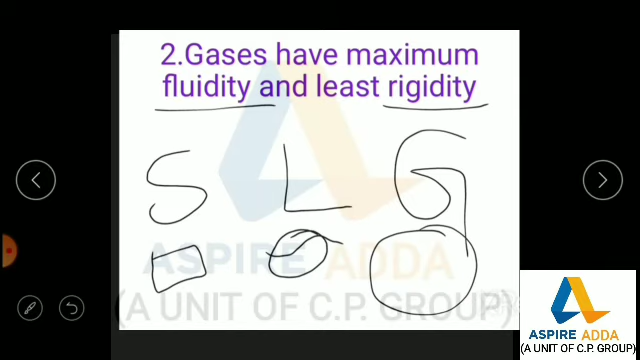 2.Gases have maximum
fluidity and least rigidity
S L G
ASPIRE ADDA
(A UNIT OF C.P. GROUP)
ASPIRE ADDA
(A UNIT OF C.P. GROUP)